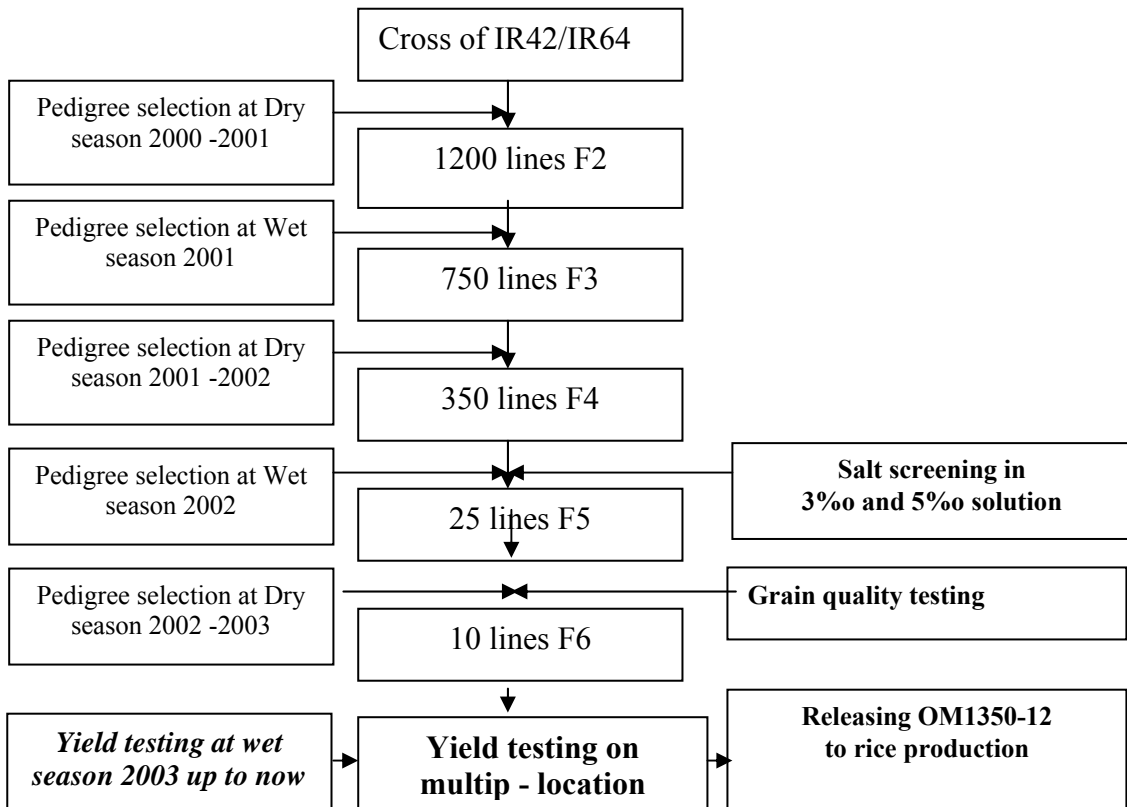 Cross of IR42/IR64
Pedigree selection at Dry
season 2000 -2001
1200 lines F2
Pedigree selection at Wet
season 2001
750 lines F3
Pedigree selection at Dry
season 2001 -2002
350 lines F4
Pedigree selection at Wet
season 2002
Salt screening in
3%o and 5%o solution
25 lines F5
Pedigree selection at Dry
season 2002 -2003
Grain quality testing
10 lines F6
Yield testing at wet
season 2003 up to now
Yield testing on
multip - location
Releasing OM1350-12
to rice production